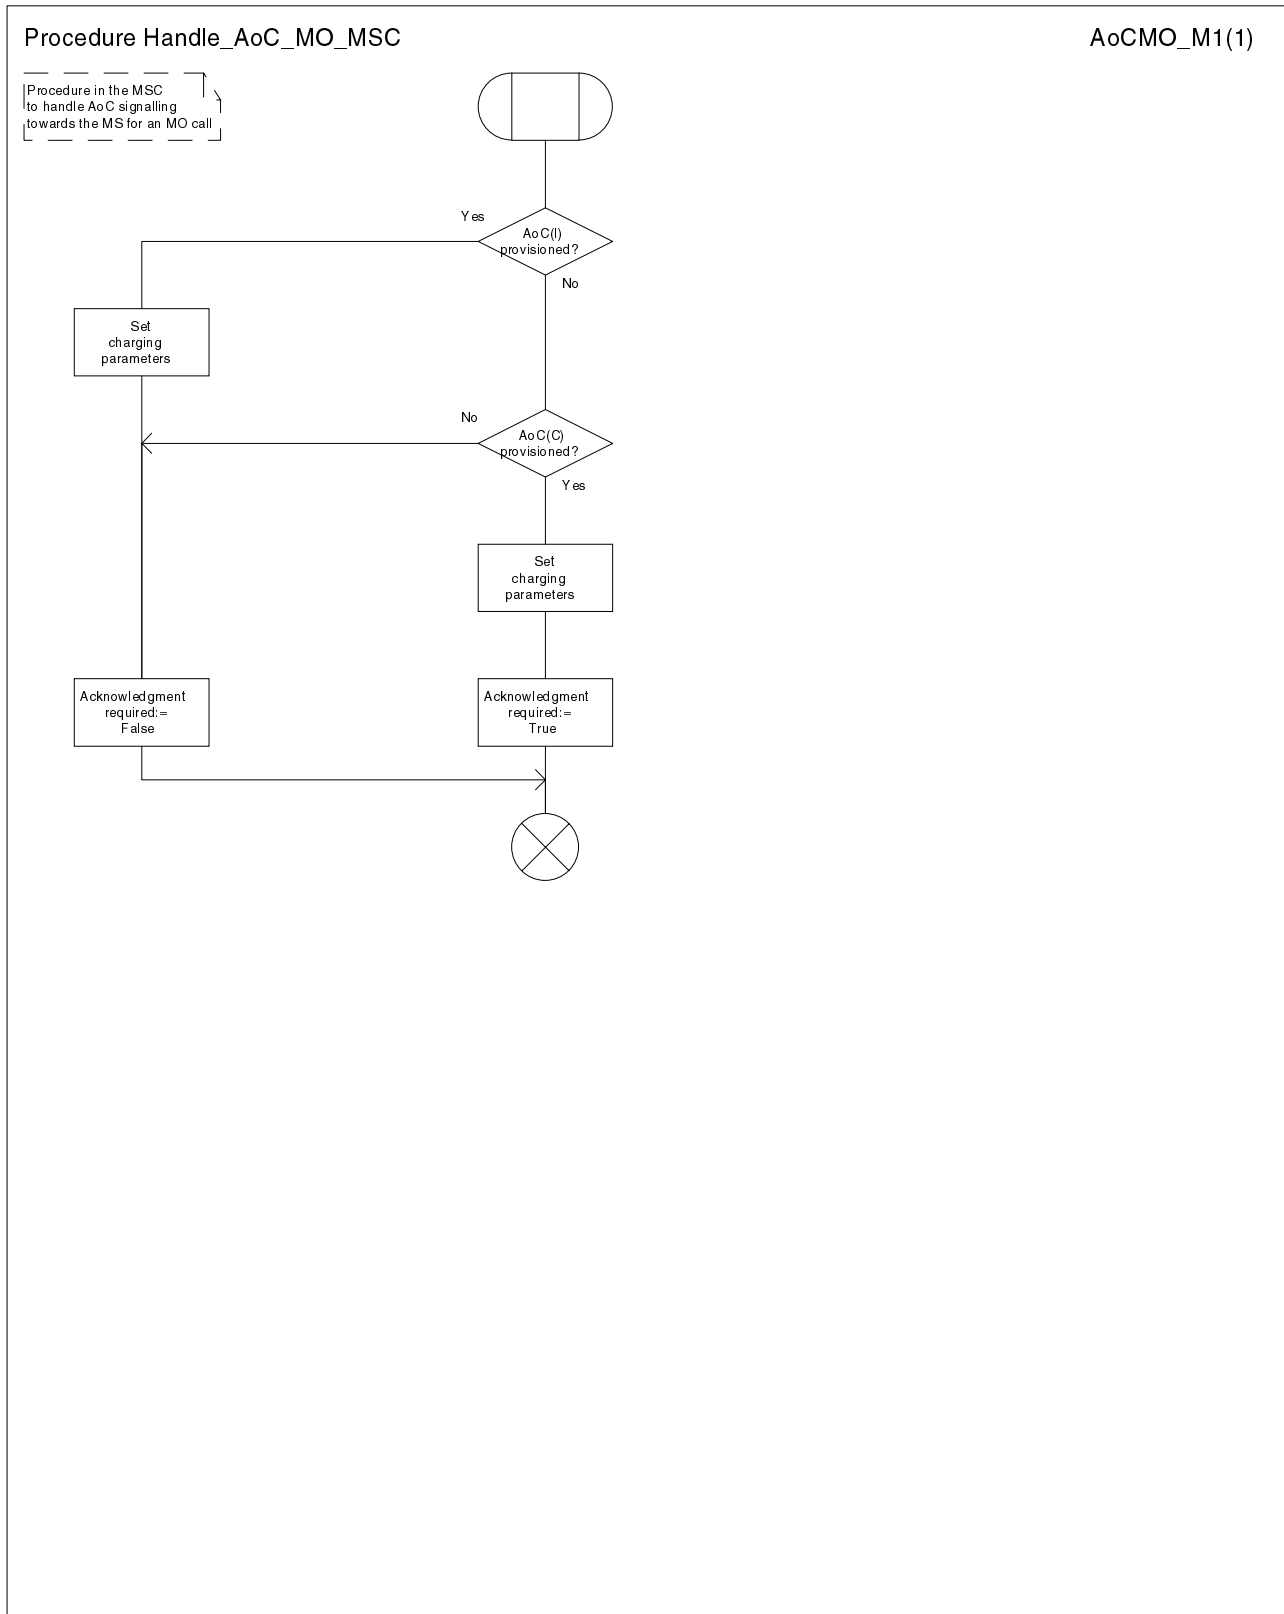 Procedure Handle_AoC_MO_MSC
AoCMO_M1(1)
Procedure in the MSC
to handle AoC signalling
towards the MS for an MO call
Yes
AoC(I)
provisioned?
No
Set
charging
parameters
No
AoC(C)
provisioned?
Yes
Set
charging
parameters
Acknowledgment
required:=
False
Acknowledgment
required:=
True